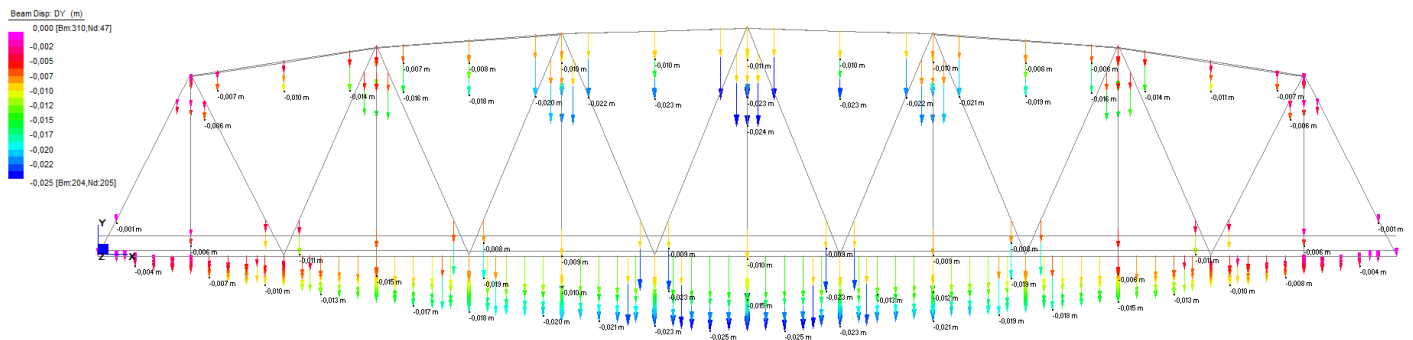 Beam Disp: DY (m)
0,000 [Bm:310,Nd:47]
-0,002
-0,005
-0,007
-0,010
-0,012
-0,015
-0,017
-0,020
-0,022
-0,025 [Bm:204,Nd:205]
-0,011 m
-0,010 m
-0,010 m
-0,010 m
-0,010 m
-0,007 m
-0,008 m
-0,008 m
-0,006 m
-0,007 m
-0,010 m
-0,014 m
-0,016 m
-0,018 m
-0,020 m
-0,022 m
-0,023 m
-0,023 m
-0,023 m
-0,022 m
-0,021 m
-0,019 m
-0,016 m
-0,014 m
-0,011 m
-0,007 m
-0,006 m
-0,024 m
-0,006 m
-0,001 m
-0,001 m
Y
Z
X
-0,006 m
-0,011 m
-0,008 m
-0,009 m
-0,009 m
-0,010 m
-0,009 m
-0,009 m
-0,008 m
-0,011 m
-0,006 m
-0,004 m
-0,007 m
-0,010 m
-0,013 m
-0,015 m
-0,017 m
-0,019 m
-0,018 m
-0,019 m
-0,020 m
-0,021 m
-0,023 m
-0,023 m
-0,025 m
-0,015 m
-0,025 m
-0,023 m
-0,023 m
-0,013 m
-0,012 m
-0,021 m
-0,019 m
-0,019 m
-0,018 m
-0,006 m
-0,015 m
-0,013 m
-0,010 m
-0,008 m
-0,004 m